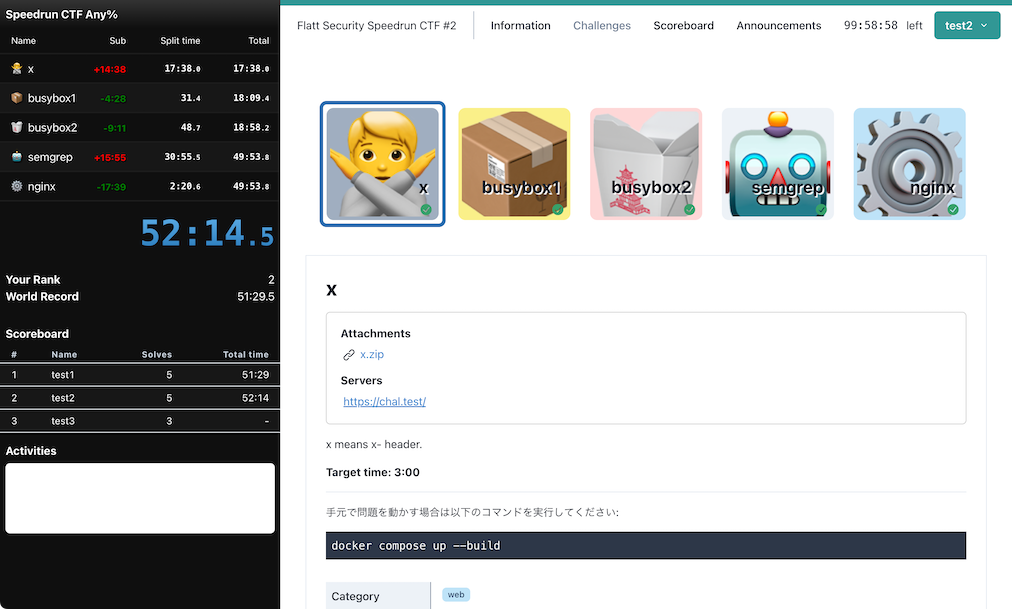 Speedrun CTF Any%
Name Sub Split time Total
x +14:38 17:38.0 17:38.0
busybox1 -4:28 31.4 18:09.4
busybox2 -9:11 48.7 18:58.2
semgrep +15:55 30:55.5 49:53.8
nginx -17:39 2:20.6 49:53.8
52:14.5
Your Rank 2
World Record 51:29.5
Scoreboard
# Name Solves Total time
1 test1 5 51:29
2 test2 5 52:14
3 test3 3 -
Activities
Flatt Security Speedrun CTF #2 Information Challenges Scoreboard Announcements 99:58:58 left test2
x busybox1 busybox2 semgrep nginx
x
Attachments
x.zip
Servers
https://chal.test/
x means x- header.
Target time: 3:00
手元で問題を動かす場合は以下のコマンドを実行してください:
docker compose up --build
Category web